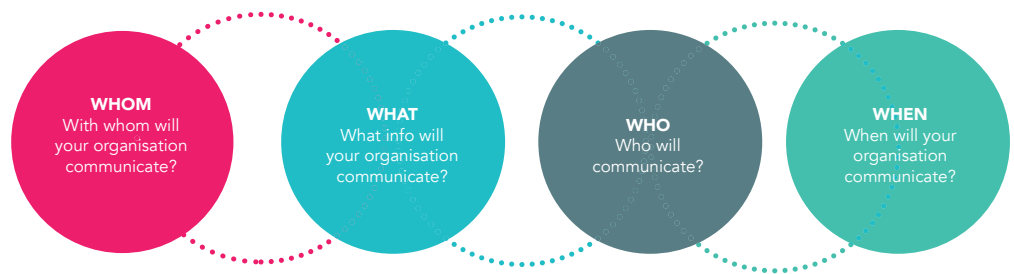 WHOM
With whom will
your organisation
communicate?
WHAT
What info will
your organisation
communicate?
WHO
Who will
communicate?
WHEN
When will your
organisation
communicate?